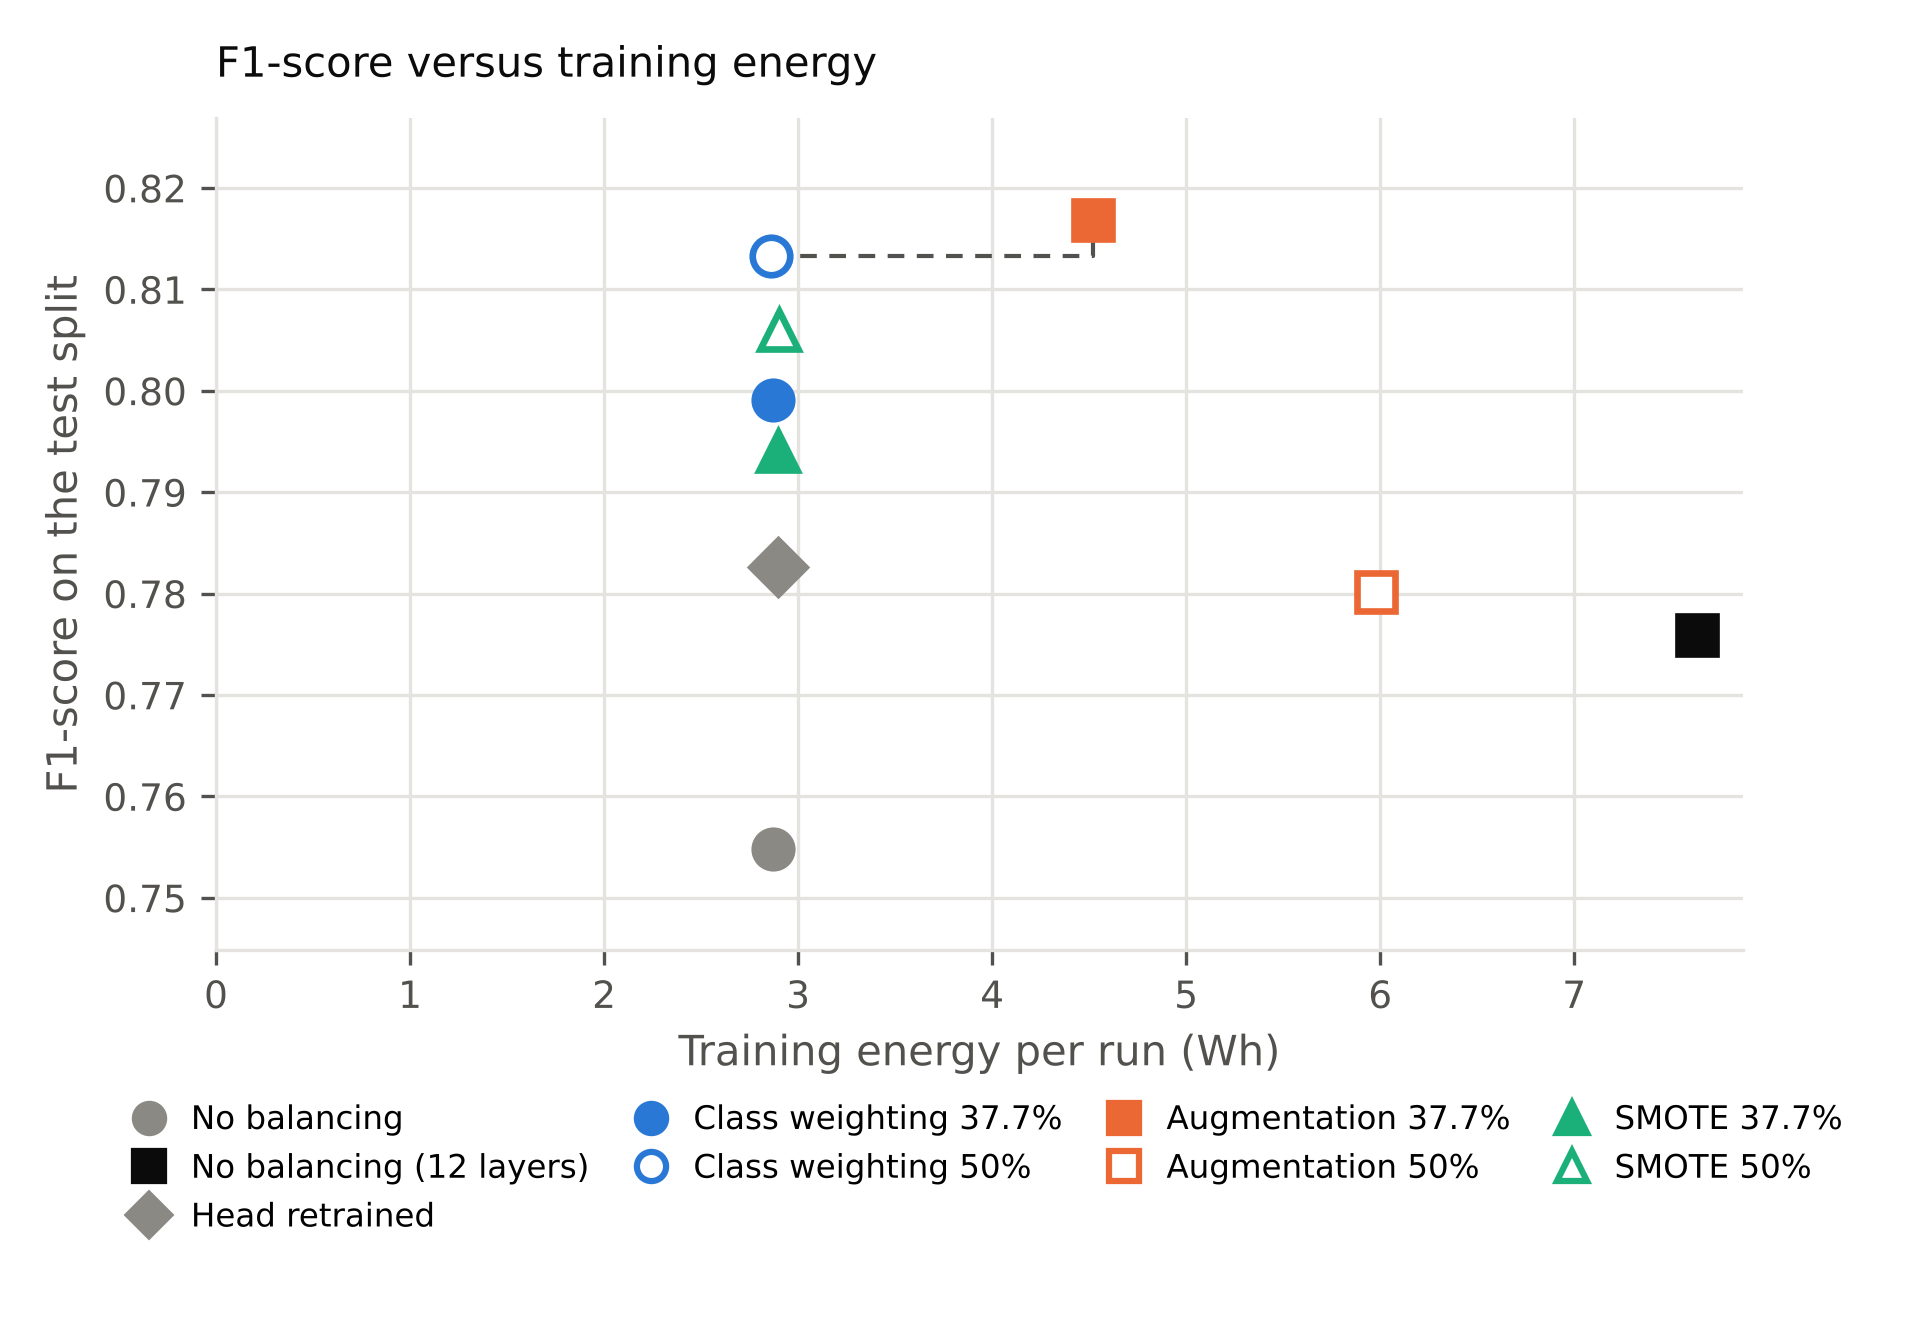 F1-score versus training energy
F1-score on the test split
0.82
0.81
0.80
0.79
0.78
0.77
0.76
0.75
0 1 2 3 4 5 6 7
Training energy per run (Wh)
No balancing Class weighting 37.7% Augmentation 37.7% SMOTE 37.7%
No balancing (12 layers) Class weighting 50% Augmentation 50% SMOTE 50%
Head retrained